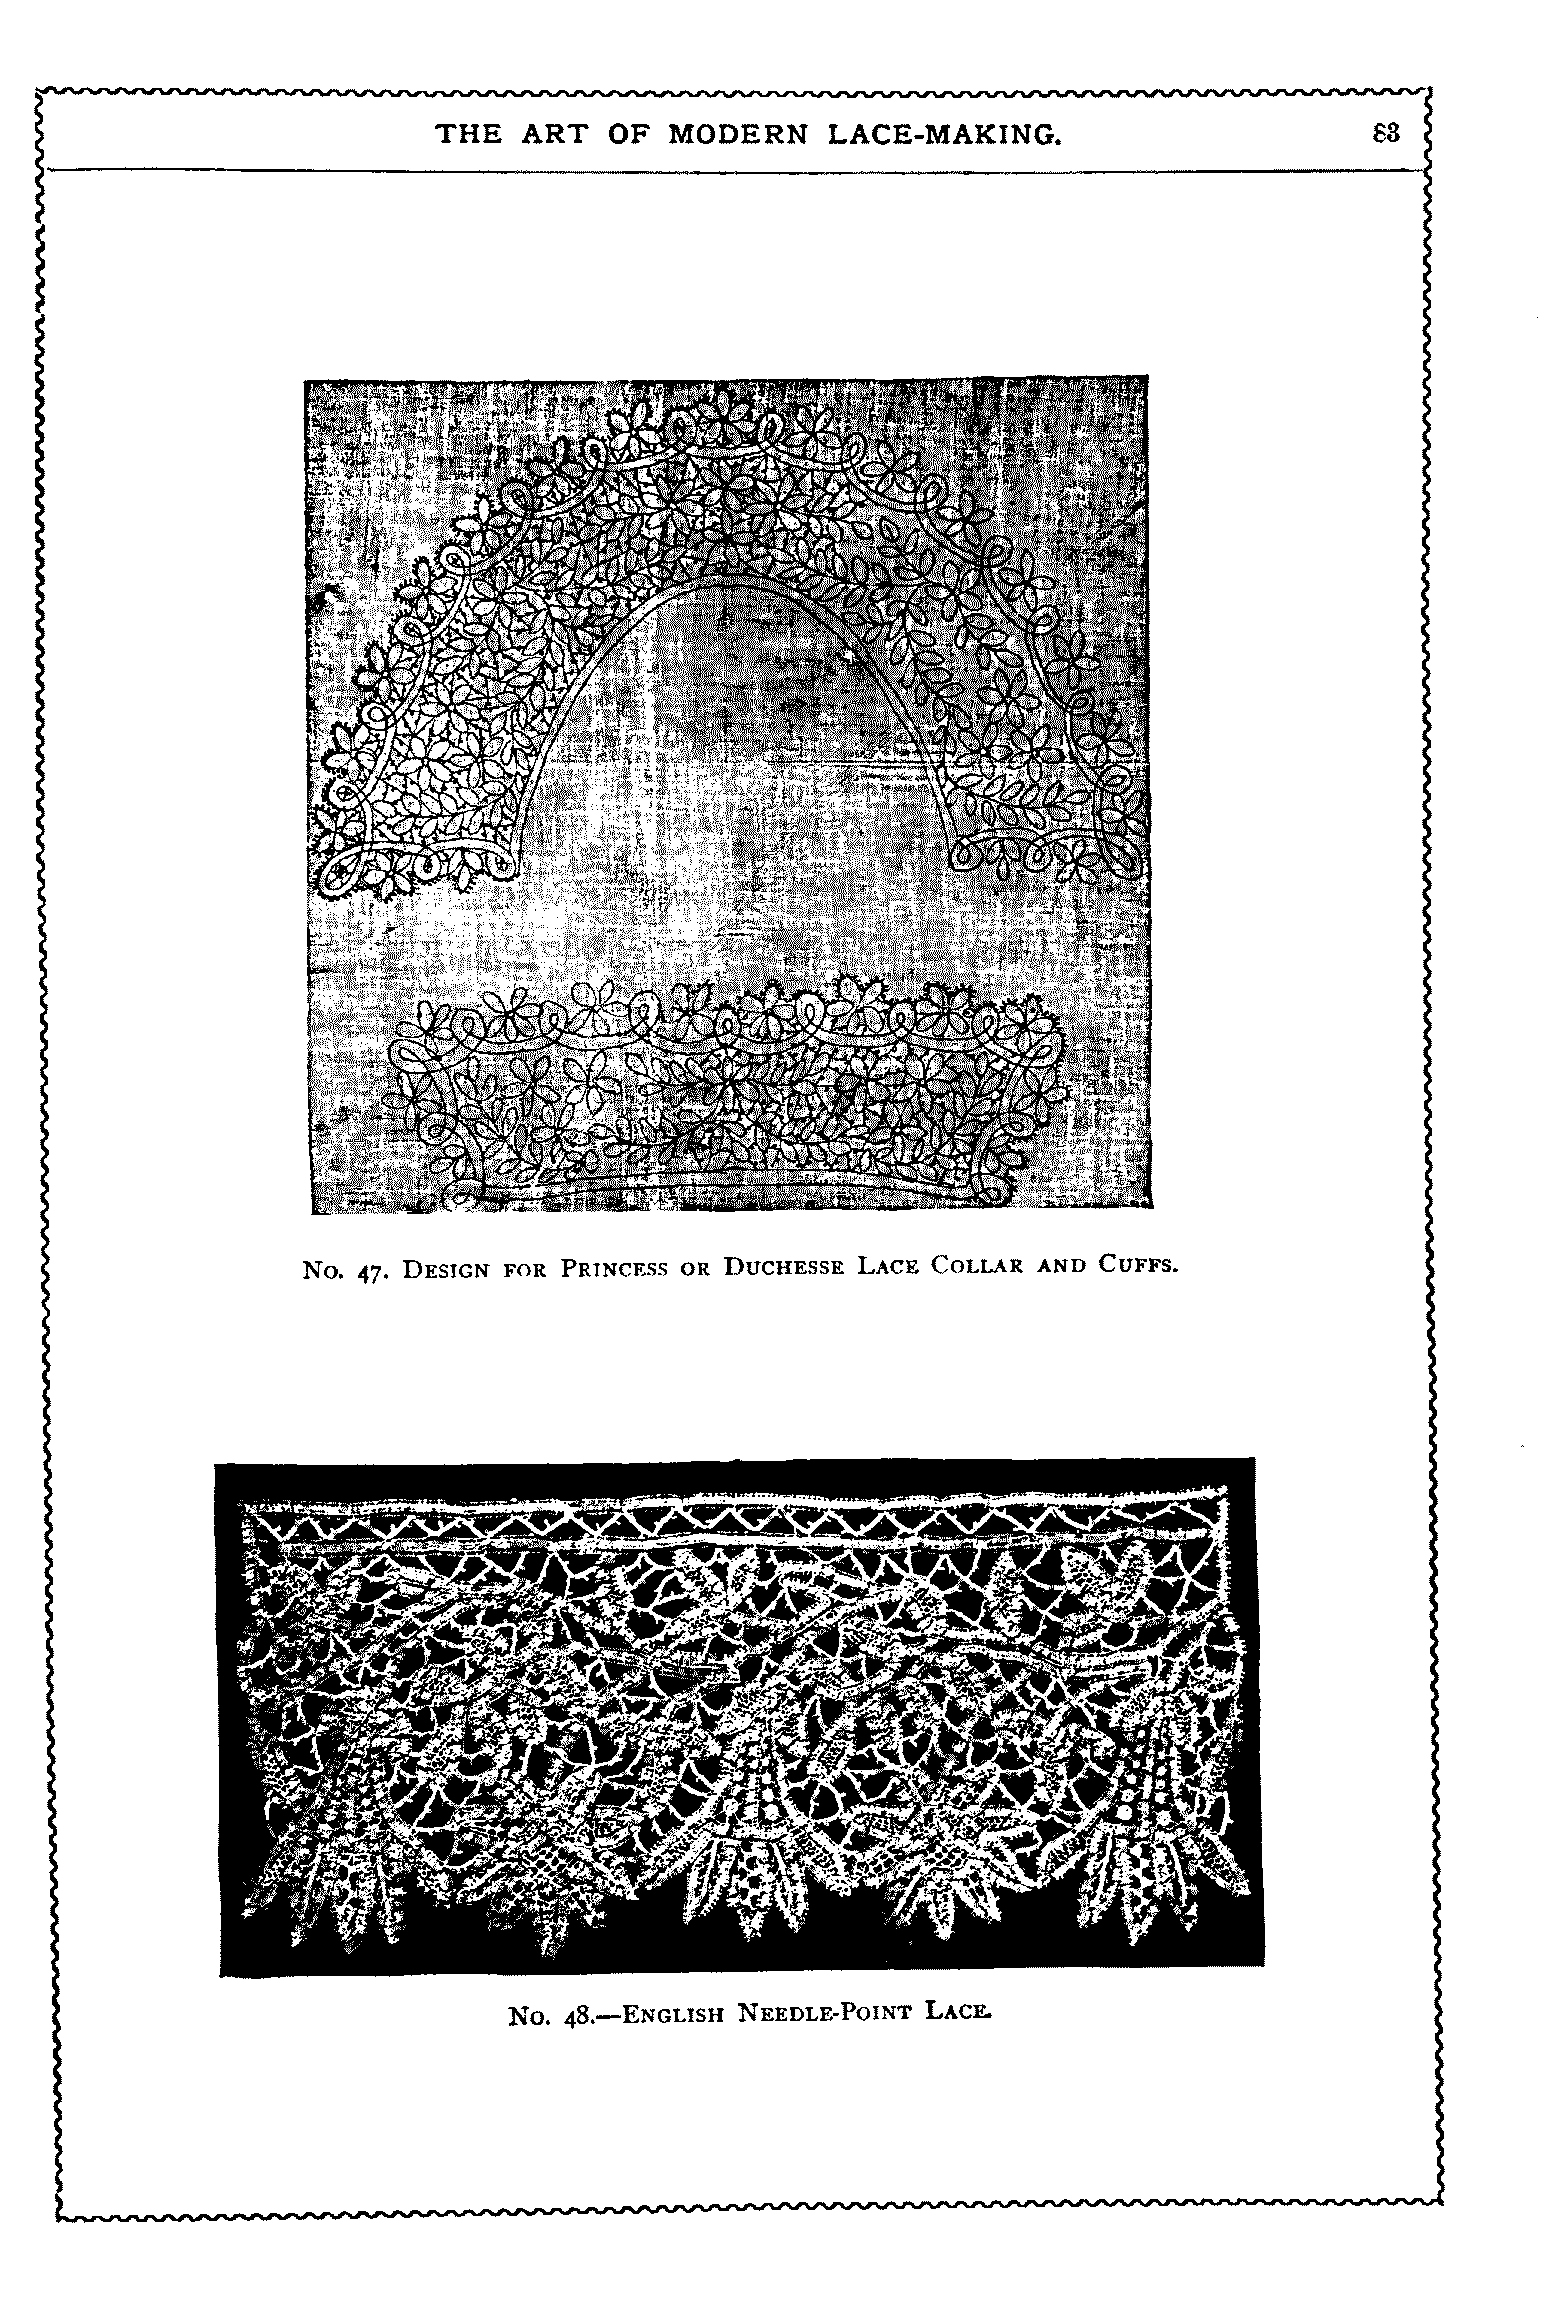 THE ART OF MODERN LACE-MAKING. 83
No. 47. Design for Princess or Duchesse Lace Collar and Cuffs.
No. 48.—English Needle-Point Lace.